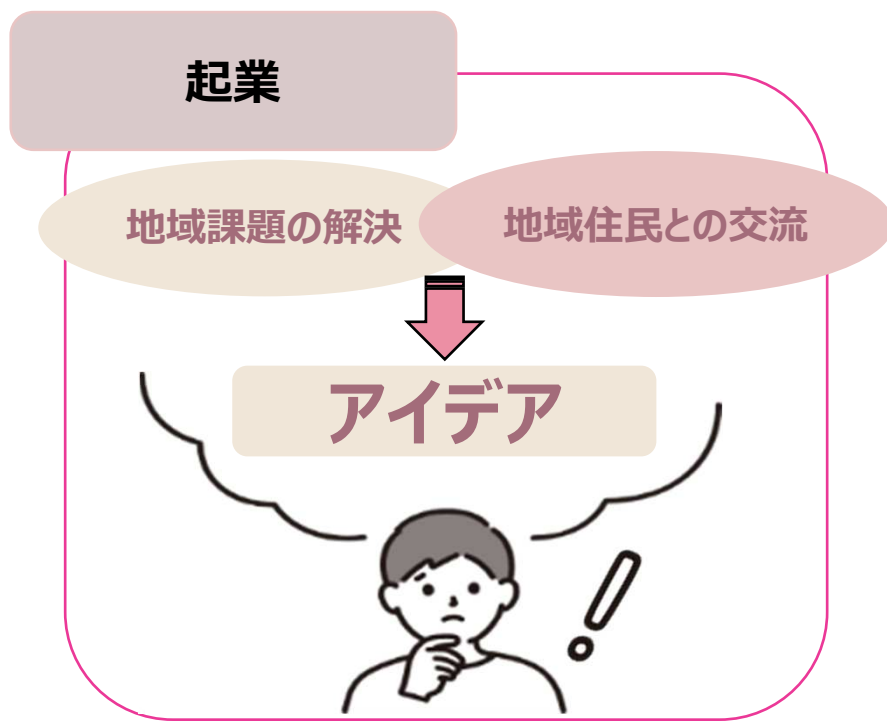 起業
地域課題の解決
地域住民との交流
アイデア